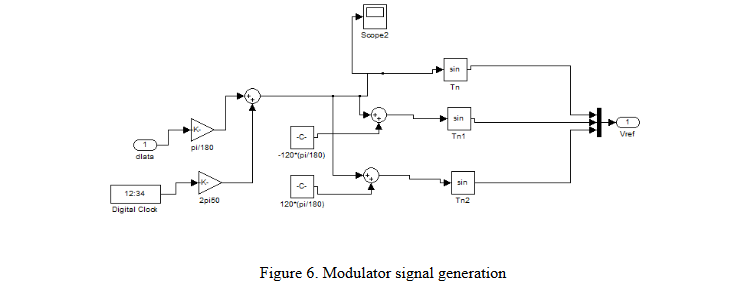 Scope2
sin
Tn
-K-
1
pi/180
dlata
-C-
-120*(pi/180)
sin
Tn1
1
Vref
12:34
Digital Clock
-K-
2pi50
-C-
120*(pi/180)
sin
Tn2
Figure 6. Modulator signal generation